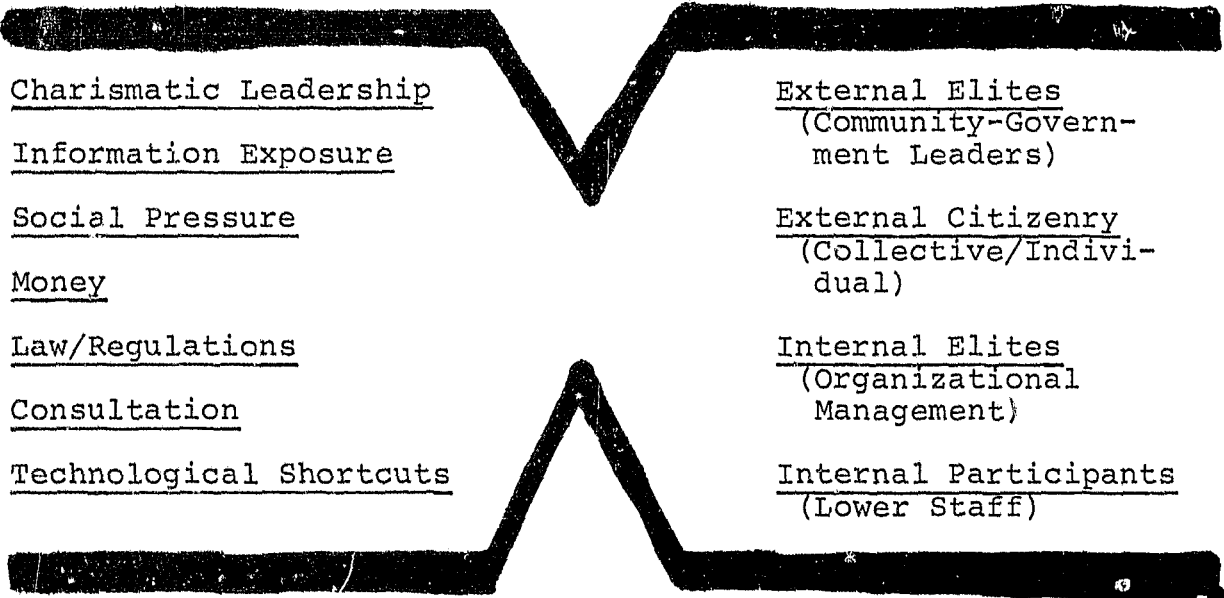 Charismatic Leadership
Information Exposure
Social Pressure
Money
Law/Regulations
Consultation
Technological Shortcuts
External Elites
(Community-Govern-
ment Leaders)
External Citizenry
(Collective/Indivi-
dual)
Internal Elites
(Organizational
Management)
Internal Participants
(Lower Staff)